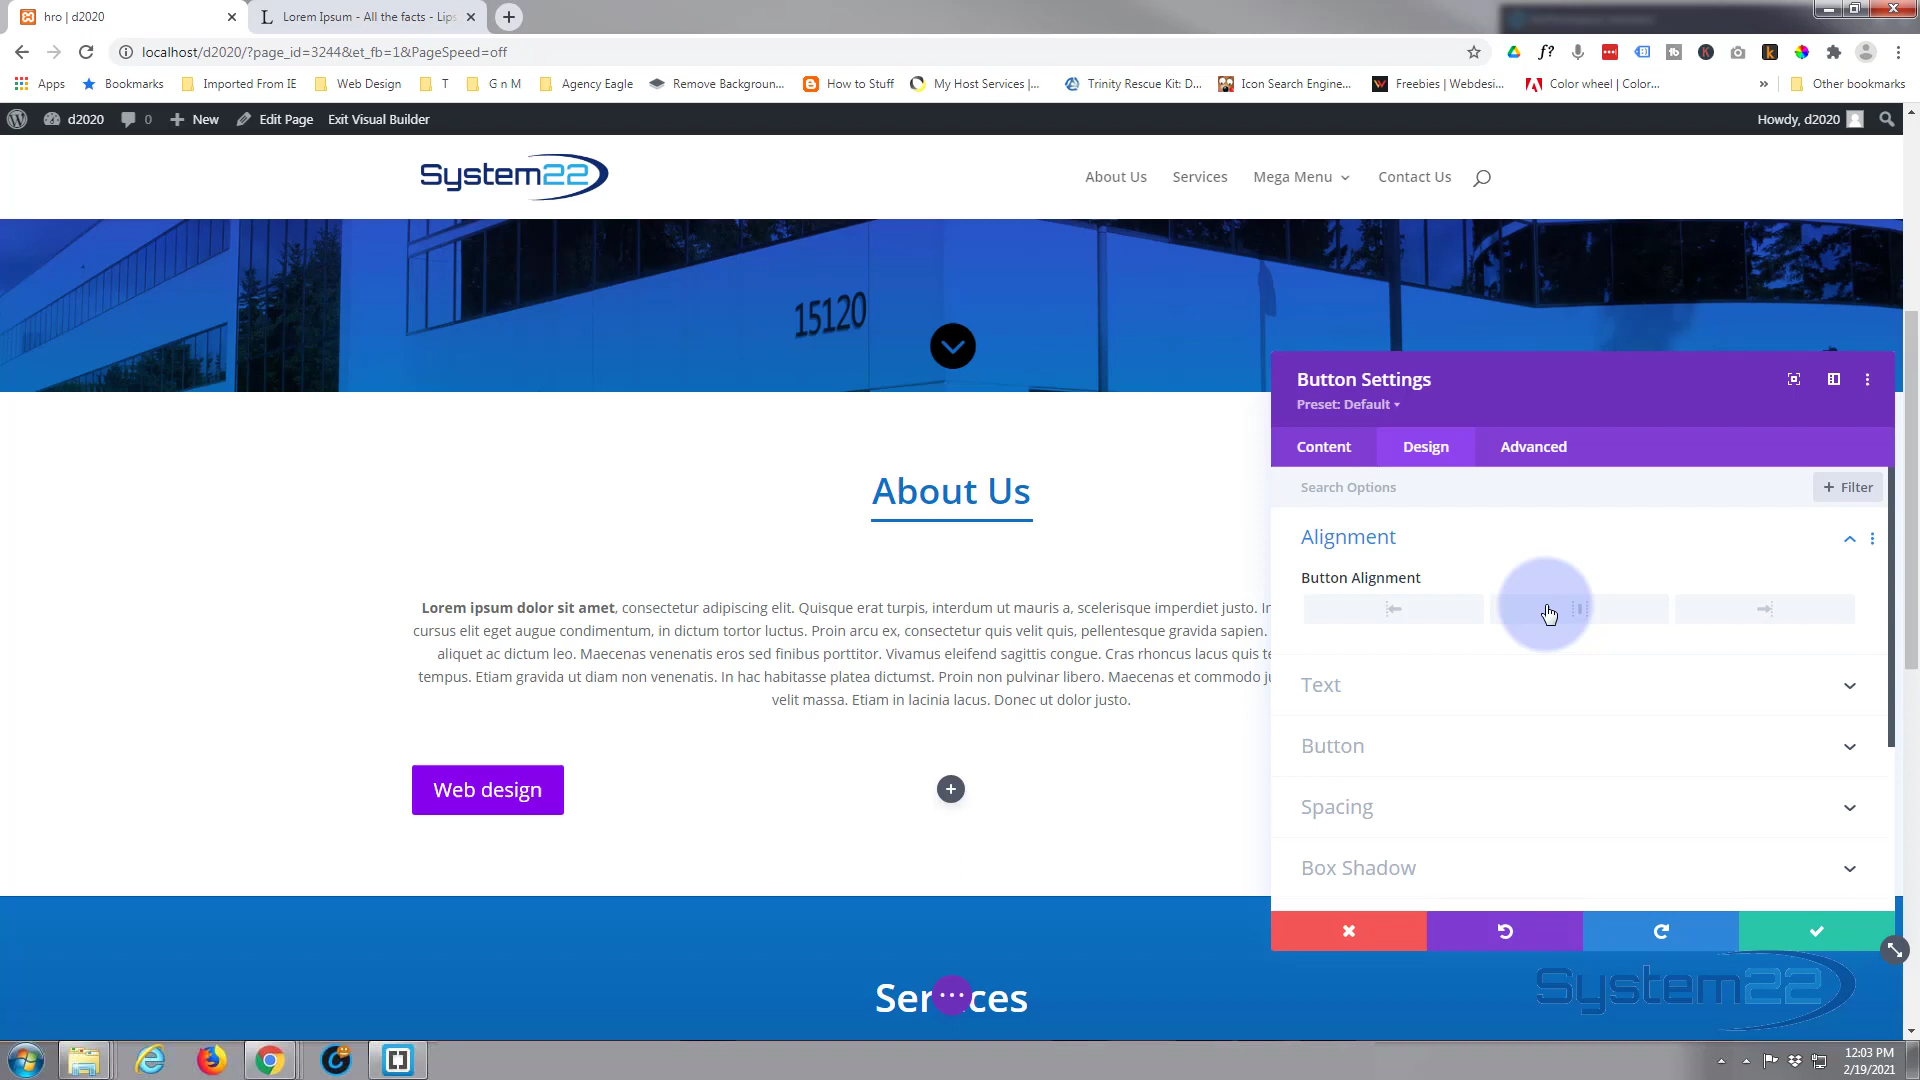 hro | d2020
Lorem Ipsum - All the facts - Lips
localhost/d2020/?page_id=3244&et_fb=1&PageSpeed=off
Apps
Bookmarks
Imported From IE
Web Design
T
G n M
Agency Eagle
Remove Backgroun...
How to Stuff
My Host Services |...
Trinity Rescue Kit: D...
Icon Search Engine...
Freebies | Webdesi...
Color wheel | Color...
Other bookmarks
d2020
0
New
Edit Page
Exit Visual Builder
Howdy, d2020
System22
About Us
Services
Mega Menu
Contact Us
15120
About Us
Lorem ipsum dolor sit amet, consectetur adipiscing elit. Quisque erat turpis, interdum ut mauris a, scelerisque imperdiet justo. In
cursus elit eget augue condimentum, in dictum tortor luctus. Proin arcu ex, consectetur quis velit quis, pellentesque gravida sapien.
aliquet ac dictum leo. Maecenas venenatis eros sed finibus porttitor. Vivamus eleifend sagittis congue. Cras rhoncus lacus quis te
tempus. Etiam gravida ut diam non venenatis. In hac habitasse platea dictumst. Proin non pulvinar libero. Maecenas et commodo ju
velit massa. Etiam in lacinia lacus. Donec ut dolor justo.
Web design
Button Settings
Preset: Default
Content
Design
Advanced
Search Options
+ Filter
Alignment
Button Alignment
Text
Button
Spacing
Box Shadow
Services
System22
12:03 PM
2/19/2021